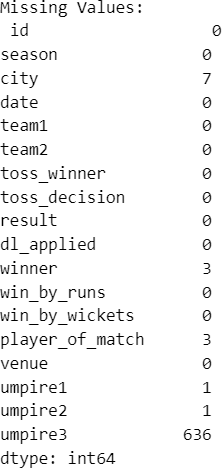 Missing Values:
id 0
season 0
city 7
date 0
team1 0
team2 0
toss_winner 0
toss_decision 0
result 0
dl_applied 0
winner 3
win_by_runs 0
win_by_wickets 0
player_of_match 3
venue 0
umpire1 1
umpire2 1
umpire3 636
dtype: int64